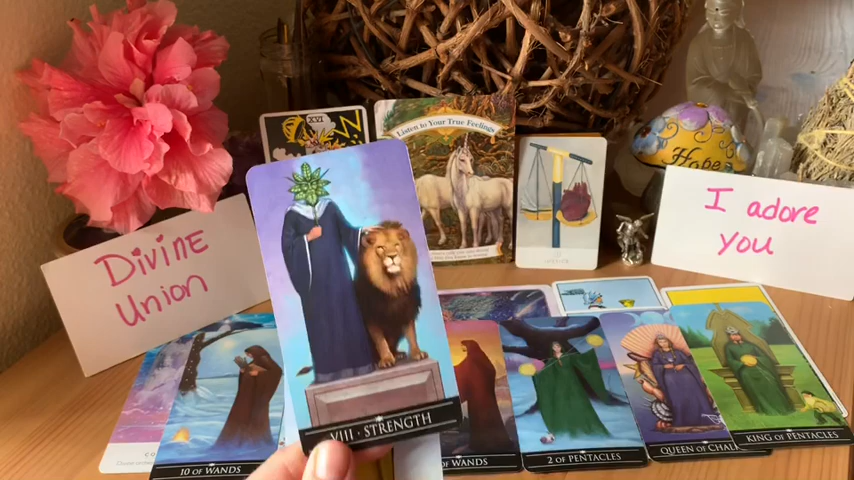 XVI
Listen to Your True Feelings
Hope
I adore
you
Divine
Union
VIII • STRENGTH
10 OF WANDS
OF WANDS
2 OF PENTACLES
QUEEN OF
KING OF PENTACLES